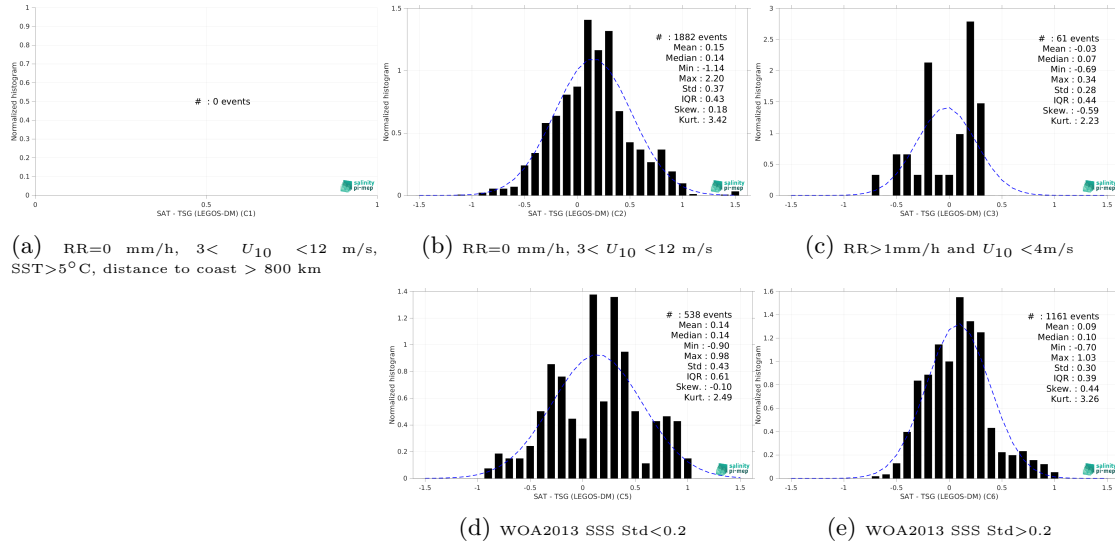 1
0.9
0.8
0.7
0.6
0.5
0.4
0.3
0.2
0.1
0
Normalized histogram
# : 0 events
salinity
pi-mep
0 0.5 1
SAT - TSG (LEGOS-DM) (C1)
(a) RR=0 mm/h, 3< U10 <12 m/s,
SST>5°C, distance to coast > 800 km
1.5
1
0.5
0
Normalized histogram
# : 1882 events
Mean : 0.15
Median : 0.14
Min : -1.14
Max : 2.20
Std : 0.37
IQR : 0.43
Skew. : 0.18
Kurt. : 3.42
salinity
pi-mep
-1.5 -1 -0.5 0 0.5 1 1.5
SAT - TSG (LEGOS-DM) (C2)
(b) RR=0 mm/h, 3< U10 <12 m/s
3
2.5
2
1.5
1
0.5
0
Normalized histogram
# : 61 events
Mean : -0.03
Median : 0.07
Min : -0.69
Max : 0.34
Std : 0.28
IQR : 0.44
Skew. : -0.59
Kurt. : 2.23
salinity
pi-mep
-1.5 -1 -0.5 0 0.5 1 1.5
SAT - TSG (LEGOS-DM) (C3)
(c) RR>1mm/h and U10 <4m/s
1.4
1.2
1
0.8
0.6
0.4
0.2
0
Normalized histogram
# : 538 events
Mean : 0.14
Median : 0.14
Min : -0.90
Max : 0.98
Std : 0.43
IQR : 0.61
Skew. : -0.10
Kurt. : 2.49
salinity
pi-mep
-1.5 -1 -0.5 0 0.5 1 1.5
SAT - TSG (LEGOS-DM) (C5)
(d) WOA2013 SSS Std<0.2
1.6
1.4
1.2
1
0.8
0.6
0.4
0.2
0
Normalized histogram
# : 1161 events
Mean : 0.09
Median : 0.10
Min : -0.70
Max : 1.03
Std : 0.30
IQR : 0.39
Skew. : 0.44
Kurt. : 3.26
salinity
pi-mep
-1.5 -1 -0.5 0 0.5 1 1.5
SAT - TSG (LEGOS-DM) (C6)
(e) WOA2013 SSS Std>0.2